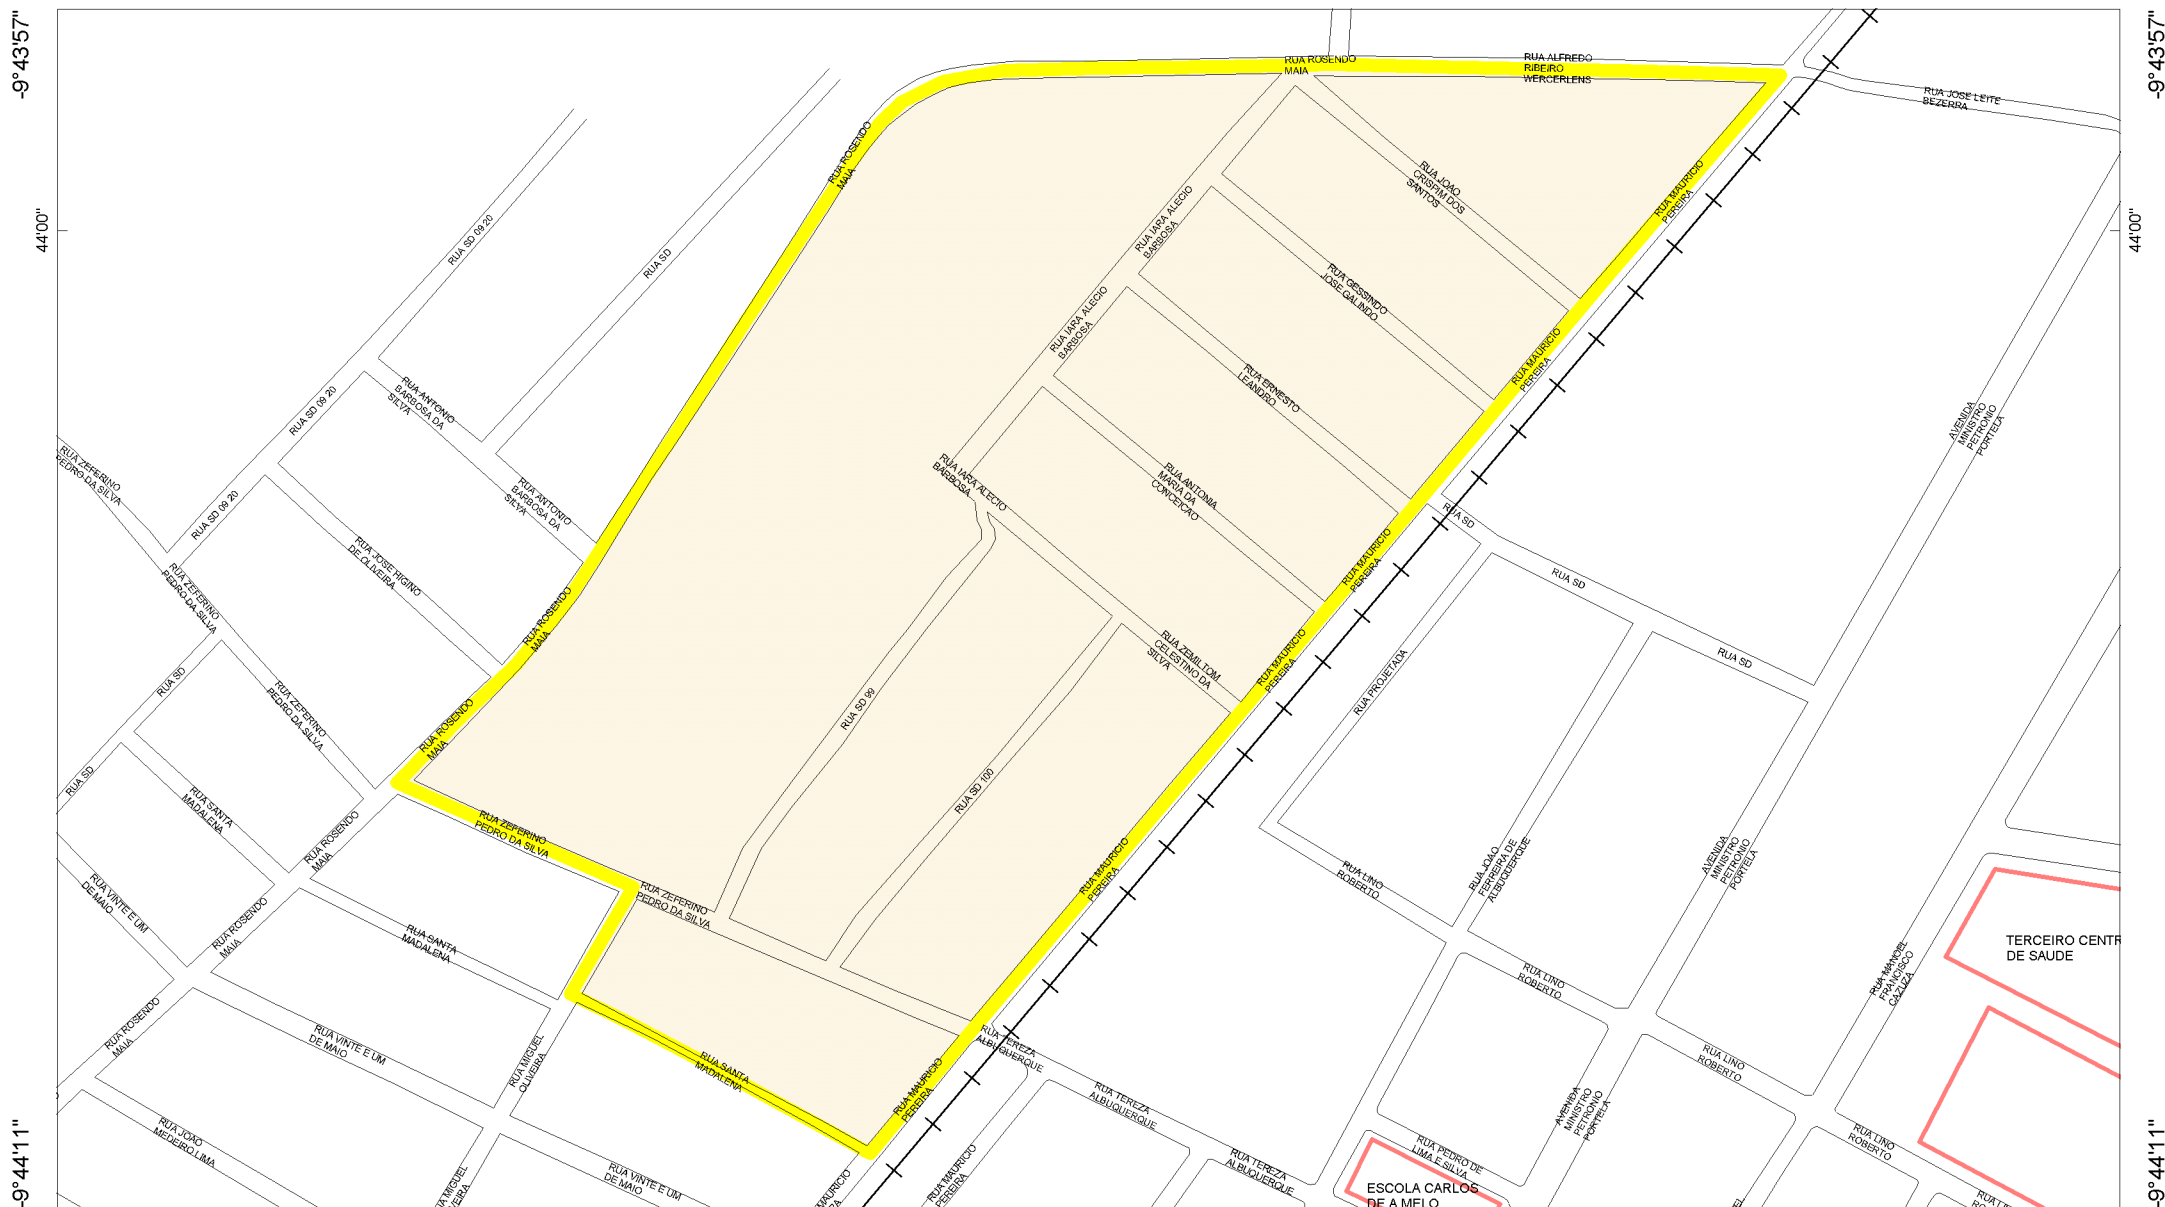 -9°43'57"
-9°43'57"
RUA ROSENDO
MAIA
RUA ALFREDO
RIBEIRO
WERCERLENS
RUA JOSE LEITE
BEZERRA
RUA ROSENDO
MAIA
RUA JOAO
CRISPIM DOS
SANTOS
RUA MAURICIO
PEREIRA
44'00"
44'00"
RUA SD 09 20
RUA SD
RUA IARA ALECIO
BARBOSA
RUA GESSINDO
JOSE GALINDO
RUA IARA ALECIO
BARBOSA
RUA MAURICIO
PEREIRA
RUA SD 09 20
RUA ANTONIO
BARBOSA DA
SILVA
RUA ERNESTO
LEANDRO
AVENIDA
MINISTRO
PETRONIO
PORTELA
RUA ZEFERINO
PEDRO DA SILVA
RUA SD 09 20
RUA ANTONIO
BARBOSA DA
SILVA
RUA IARA ALECIO
BARBOSA
RUA ANTONIA
MARIA DA
CONCEICAO
RUA SD
RUA JOSE HIGINO
DE OLIVEIRA
RUA MAURICIO
PEREIRA
RUA SD
RUA ZEFERINO
PEDRO DA SILVA
RUA ROSENDO
MAIA
RUA ZEMILTOM
CELESTINO DA
SILVA
RUA MAURICIO
PEREIRA
RUA SD
RUA SD
RUA ZEFERINO
PEDRO DA SILVA
RUA PROJETADA
RUA ROSENDO
MAIA
RUA SD 99
RUA SD
RUA SD 100
RUA SANTA
MADALENA
RUA ROSENDO
MAIA
RUA ZEFERINO
PEDRO DA SILVA
RUA MAURICIO
PEREIRA
RUA LINO
ROBERTO
RUA JOAO
FERREIRA DE
ALBUQUERQUE
AVENIDA
MINISTRO
PETRONIO
PORTELA
RUA VINTE E UM
DE MAIO
RUA ROSENDO
MAIA
RUA SANTA
MADALENA
RUA ZEFERINO
PEDRO DA SILVA
RUA LINO
ROBERTO
RUA MANOEL
FRANCISCO
CAZUZA
TERCEIRO CENTR
DE SAUDE
RUA ROSENDO
MAIA
RUA VINTE E UM
DE MAIO
RUA MIGUEL
OLIVEIRA
RUA SANTA
MADALENA
RUA MAURICIO
PEREIRA
RUA TEREZA
ALBUQUERQUE
RUA TEREZA
ALBUQUERQUE
AVENIDA
MINISTRO
PETRONIO
PORTELA
RUA LINO
ROBERTO
RUA LINO
ROBERTO
-9°44'11"
-9°44'11"
RUA JOAO
MEDEIRO LIMA
RUA VINTE E UM
DE MAIO
RUA MAURICIO
PEREIRA
RUA TEREZA
ALBUQUERQUE
RUA PEDRO DE
LIMA E SILVA
ESCOLA CARLOS
DE A MELO